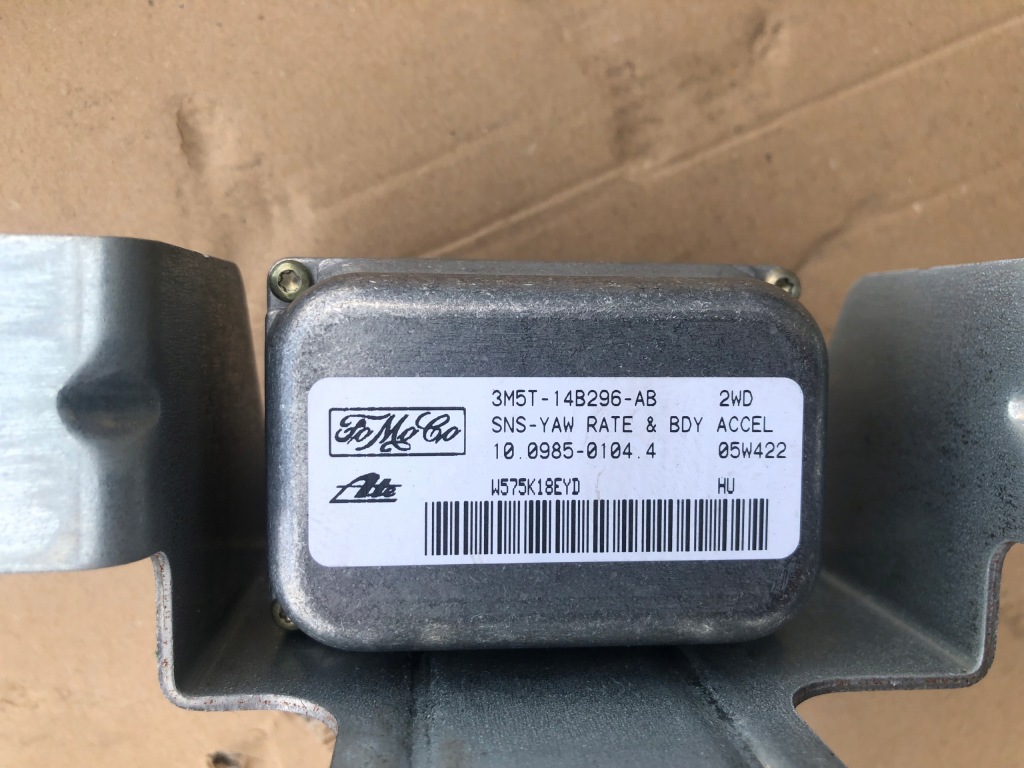 3M5T-14B296-AB 2WD
FoMoCo SNS-YAW RATE & BDY ACCEL
10.0985-0104.4 05W422
Ate W575K18EYD HU